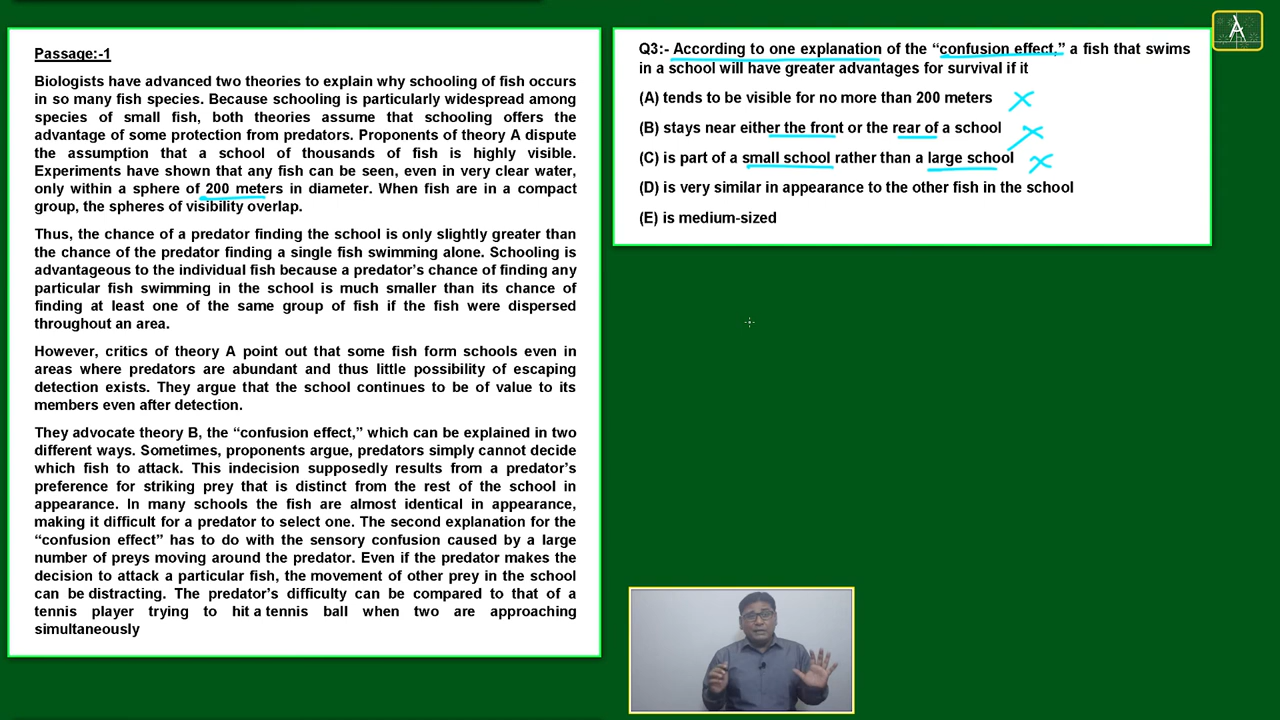 Passage:-1
Biologists have advanced two theories to explain why schooling of fish occurs
in so many fish species. Because schooling is particularly widespread among
species of small fish, both theories assume that schooling offers the
advantage of some protection from predators. Proponents of theory A dispute
the assumption that a school of thousands of fish is highly visible.
Experiments have shown that any fish can be seen, even in very clear water,
only within a sphere of 200 meters in diameter. When fish are in a compact
group, the spheres of visibility overlap.
Thus, the chance of a predator finding the school is only slightly greater than
the chance of the predator finding a single fish swimming alone. Schooling is
advantageous to the individual fish because a predator's chance of finding any
particular fish swimming in the school is much smaller than its chance of
finding at least one of the same group of fish if the fish were dispersed
throughout an area.
However, critics of theory A point out that some fish form schools even in
areas where predators are abundant and thus little possibility of escaping
detection exists. They argue that the school continues to be of value to its
members even after detection.
They advocate theory B, the “confusion effect,” which can be explained in two
different ways. Sometimes, proponents argue, predators simply cannot decide
which fish to attack. This indecision supposedly results from a predator's
preference for striking prey that is distinct from the rest of the school in
appearance. In many schools the fish are almost identical in appearance,
making it difficult for a predator to select one. The second explanation for the
“confusion effect” has to do with the sensory confusion caused by a large
number of preys moving around the predator. Even if the predator makes the
decision to attack a particular fish, the movement of other prey in the school
can be distracting. The predator's difficulty can be compared to that of a
tennis player trying to hit a tennis ball when two are approaching
simultaneously
Q3:- According to one explanation of the “confusion effect,” a fish that swims
in a school will have greater advantages for survival if it
(A) tends to be visible for no more than 200 meters
(B) stays near either the front or the rear of a school
(C) is part of a small school rather than a large school
(D) is very similar in appearance to the other fish in the school
(E) is medium-sized
A